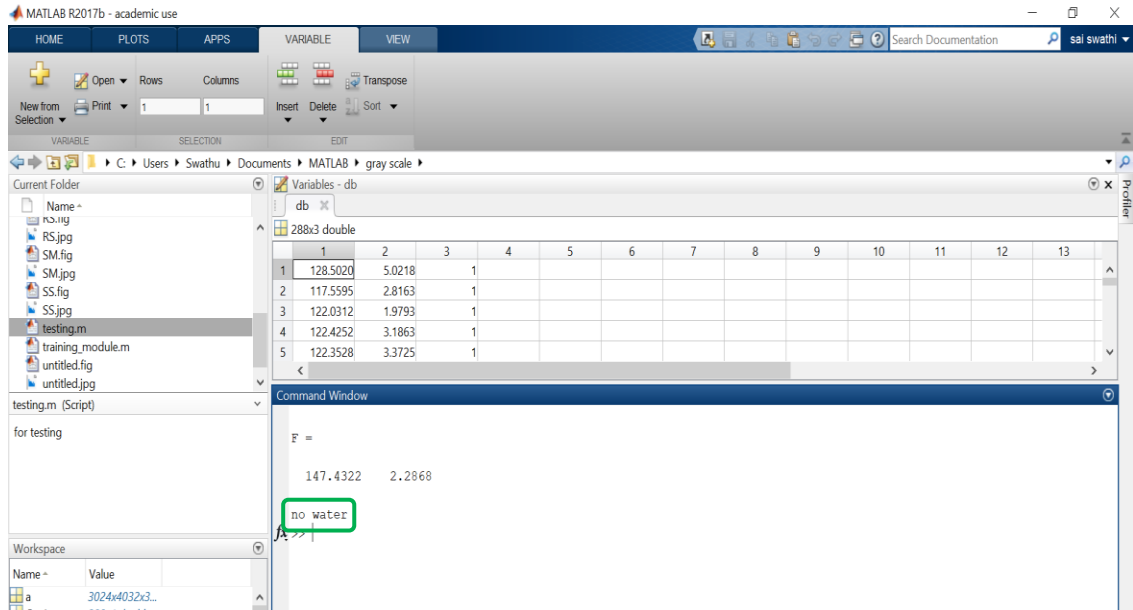 MATLAB R2017b - academic use
HOME PLOTS APPS VARIABLE VIEW Search Documentation sai swathi
New from Selection Open Print Rows Columns 1 1 Insert Delete Transpose Sort
VARIABLE SELECTION EDIT
C: Users Swathu Documents MATLAB gray scale
Current Folder
Name
RS.fig
RS.jpg
SM.fig
SM.jpg
SS.fig
SS.jpg
testing.m
training_module.m
untitled.fig
untitled.jpg
testing.m (Script)
for testing
Workspace
Name Value
a 3024x4032x3...
Variables - db
db
288x3 double
1 2 3 4 5 6 7 8 9 10 11 12 13
1 128.5020 5.0218 1
2 117.5595 2.8163 1
3 122.0312 1.9793 1
4 122.4252 3.1863 1
5 122.3528 3.3725 1
Command Window
F =
147.4322 2.2868
no water
fx >>
Profiler